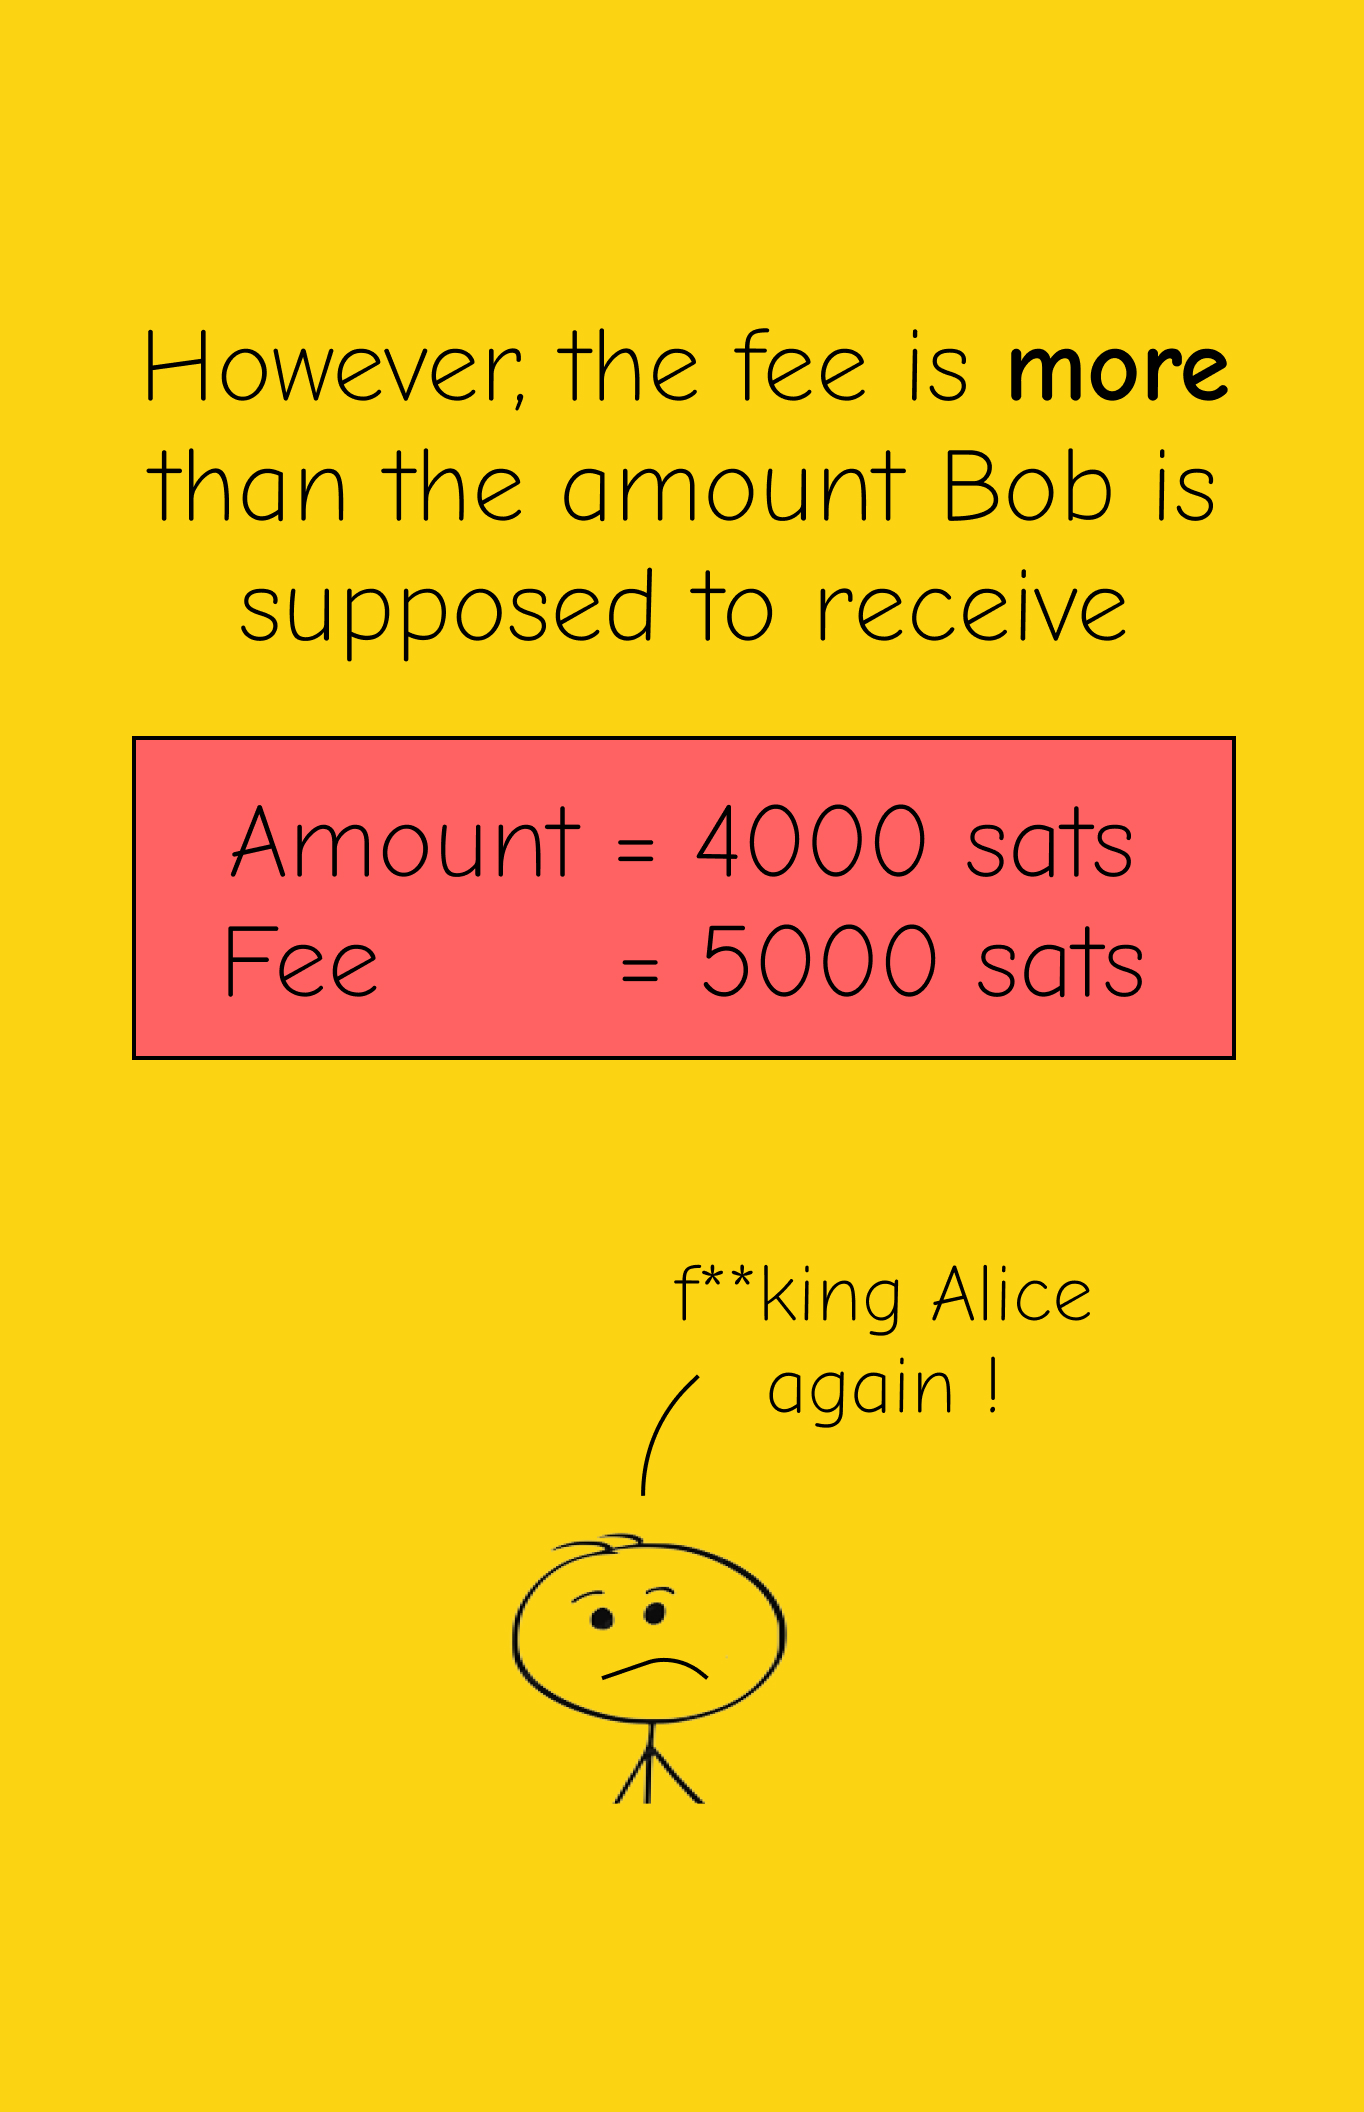 However, the fee is more
than the amount Bob is
supposed to receive
Amount = 4000 sats
Fee = 5000 sats
f**king Alice
again !